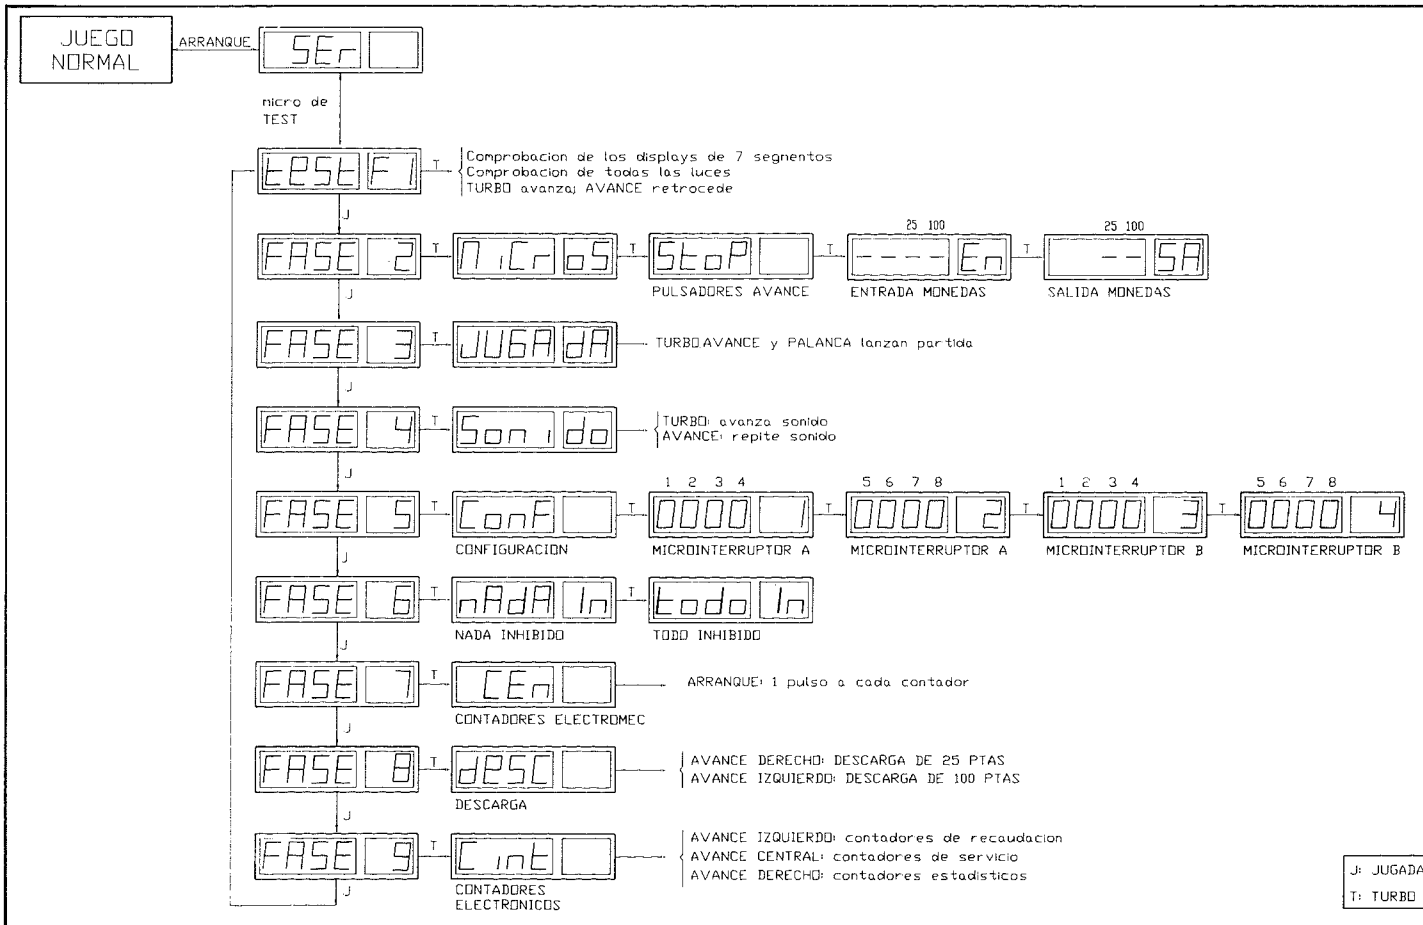 JUEGO
NORMAL
ARRANQUE
SEr
micro de
TEST
tESt F1
T
Comprobacion de los displays de 7 segmentos
Comprobacion de todas las luces
TURBO avanza; AVANCE retrocede
J
FASE 2
T
MiCr oS
T
StoP
PULSADORES AVANCE
T
25 100
---- En
ENTRADA MONEDAS
T
25 100
-- SA
SALIDA MONEDAS
J
FASE 3
T
JUGA dA
TURBO AVANCE y PALANCA lanzan partida
J
FASE 4
T
Soni do
TURBO: avanza sonido
AVANCE: repite sonido
J
FASE 5
T
ConF
CONFIGURACION
T
1 2 3 4
0000 1
MICROINTERRUPTOR A
T
5 6 7 8
0000 2
MICROINTERRUPTOR A
T
1 2 3 4
0000 3
MICROINTERRUPTOR B
T
5 6 7 8
0000 4
MICROINTERRUPTOR B
J
FASE 6
T
nAdA In
NADA INHIBIDO
T
todo In
TODO INHIBIDO
J
FASE 7
T
CEn
CONTADORES ELECTROMEC
ARRANQUE: 1 pulso a cada contador
J
FASE 8
T
dESC
DESCARGA
AVANCE DERECHO: DESCARGA DE 25 PTAS
AVANCE IZQUIERDO: DESCARGA DE 100 PTAS
J
FASE 9
T
Cint
CONTADORES
ELECTRONICOS
AVANCE IZQUIERDO: contadores de recaudacion
AVANCE CENTRAL: contadores de servicio
AVANCE DERECHO: contadores estadisticos
J
J: JUGADA
T: TURBO